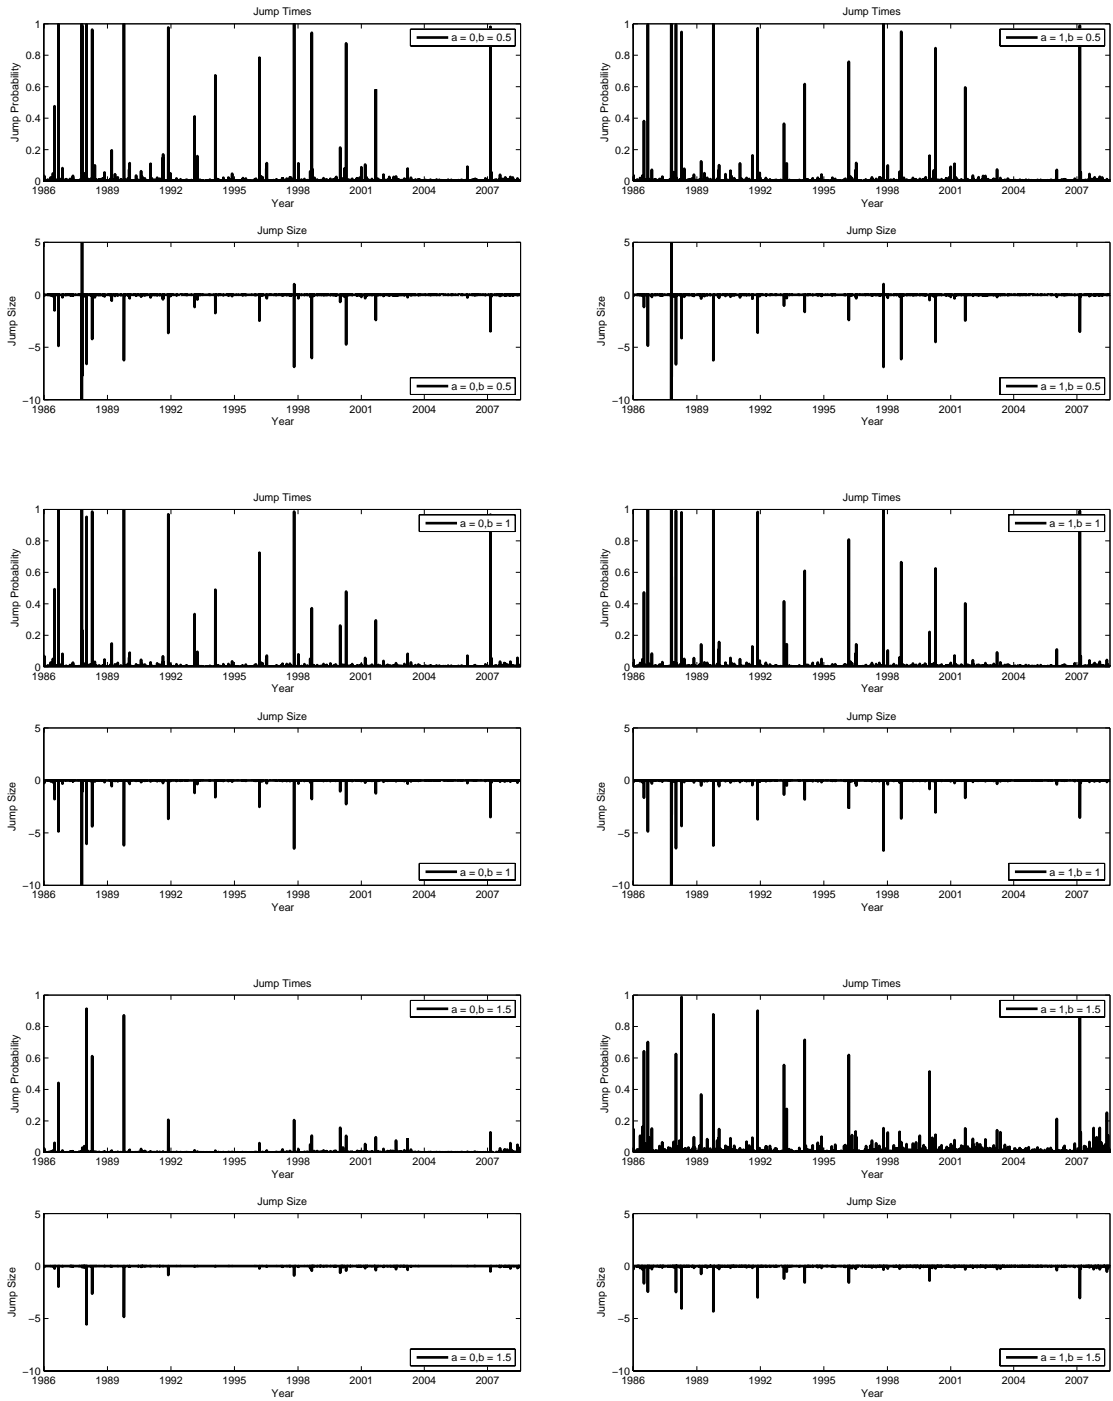 Jump Times
Jump Probability
1
0.8
0.6
0.4
0.2
0
a = 0,b = 0.5
1986 1989 1992 1995 1998 2001 2004 2007
Year
Jump Size
Jump Size
5
0
−5
−10
a = 0,b = 0.5
1986 1989 1992 1995 1998 2001 2004 2007
Year
Jump Times
Jump Probability
1
0.8
0.6
0.4
0.2
0
a = 1,b = 0.5
1986 1989 1992 1995 1998 2001 2004 2007
Year
Jump Size
Jump Size
5
0
−5
−10
a = 1,b = 0.5
1986 1989 1992 1995 1998 2001 2004 2007
Year
Jump Times
Jump Probability
1
0.8
0.6
0.4
0.2
0
a = 0,b = 1
1986 1989 1992 1995 1998 2001 2004 2007
Year
Jump Size
Jump Size
5
0
−5
−10
a = 0,b = 1
1986 1989 1992 1995 1998 2001 2004 2007
Year
Jump Times
Jump Probability
1
0.8
0.6
0.4
0.2
0
a = 1,b = 1
1986 1989 1992 1995 1998 2001 2004 2007
Year
Jump Size
Jump Size
5
0
−5
−10
a = 1,b = 1
1986 1989 1992 1995 1998 2001 2004 2007
Year
Jump Times
Jump Probability
1
0.8
0.6
0.4
0.2
0
a = 0,b = 1.5
1986 1989 1992 1995 1998 2001 2004 2007
Year
Jump Size
Jump Size
5
0
−5
−10
a = 0,b = 1.5
1986 1989 1992 1995 1998 2001 2004 2007
Year
Jump Times
Jump Probability
1
0.8
0.6
0.4
0.2
0
a = 1,b = 1.5
1986 1989 1992 1995 1998 2001 2004 2007
Year
Jump Size
Jump Size
5
0
−5
−10
a = 1,b = 1.5
1986 1989 1992 1995 1998 2001 2004 2007
Year